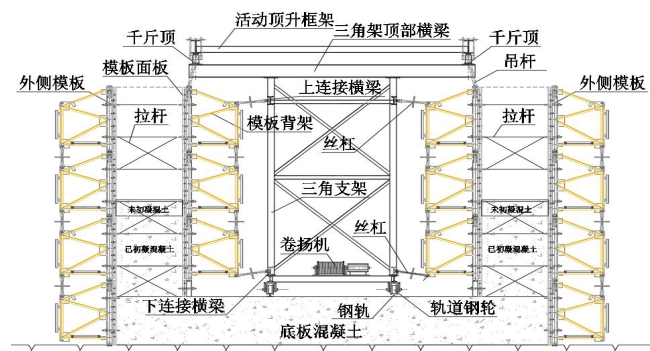 活动顶升框架
千斤顶
三角架顶部横梁
千斤顶
外侧模板
模板面板
上连接横梁
吊杆
外侧模板
拉杆
模板背架
丝杠
拉杆
未初凝混凝土
三角支架
未初凝混凝土
已初凝混凝土
卷扬机
丝杠
已初凝混凝土
下连接横梁
钢轨
轨道钢轮
底板混凝土